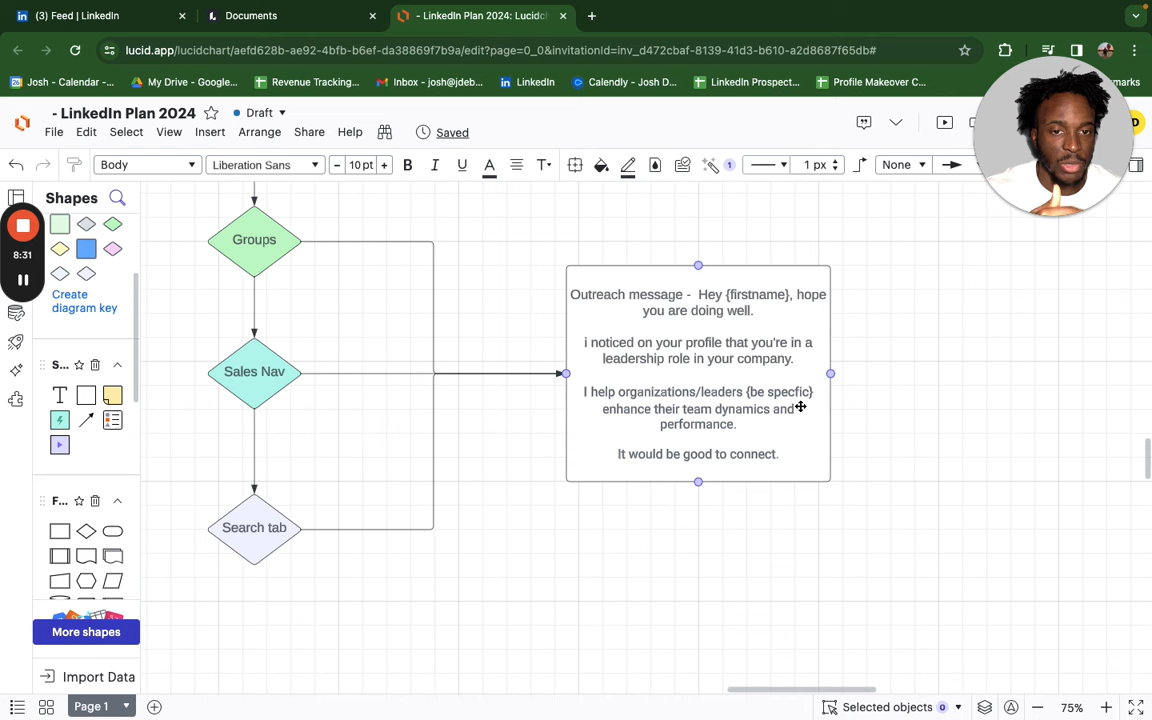 (3) Feed | LinkedIn
Documents
- LinkedIn Plan 2024: Lucidch
lucid.app/lucidchart/aefd628b-ae92-4bfb-b6ef-da38869f7b9a/edit?page=0_0&invitationId=inv_d472cbaf-8139-41d3-b610-a2d8687f65db#
Josh - Calendar -...
My Drive - Google...
Revenue Tracking...
Inbox - josh@jdeb...
LinkedIn
Calendly - Josh D...
LinkedIn Prospect...
Profile Makeover C...
- LinkedIn Plan 2024
Draft
File
Edit
Select
View
Insert
Arrange
Share
Help
Saved
Body
Liberation Sans
- 10 pt +
B
I
U
A
T
1
1 px
None
Shapes
8:31
Create
diagram key
S...
T
F...
More shapes
Import Data
Groups
Sales Nav
Search tab
Outreach message - Hey {firstname}, hope
you are doing well.
i noticed on your profile that you're in a
leadership role in your company.
I help organizations/leaders {be specfic}
enhance their team dynamics and
performance.
It would be good to connect.
Page 1
Selected objects 0
75%